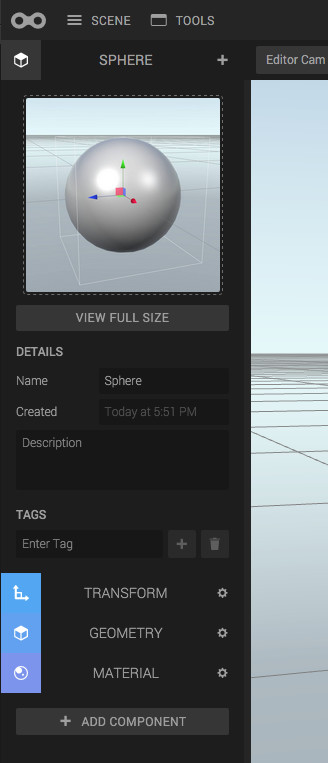 SCENE
TOOLS
SPHERE
Editor Cam
VIEW FULL SIZE
DETAILS
Name
Sphere
Created
Today at 5:51 PM
Description
TAGS
Enter Tag
TRANSFORM
GEOMETRY
MATERIAL
ADD COMPONENT